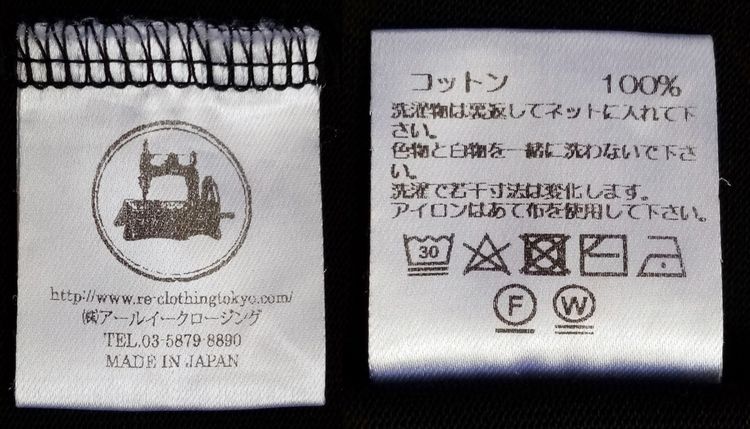 http://www.re-clothingtokyo.com/
㈱アールイークロージング
TEL.03-5879-8890
MADE IN JAPAN
コットン 100%
洗濯物は裏返してネットに入れて下
さい。
色物と白物を一緒に洗わないで下さ
い。
洗濯で若干寸法は変化します。
アイロンはあて布を使用して下さい。
30
F W